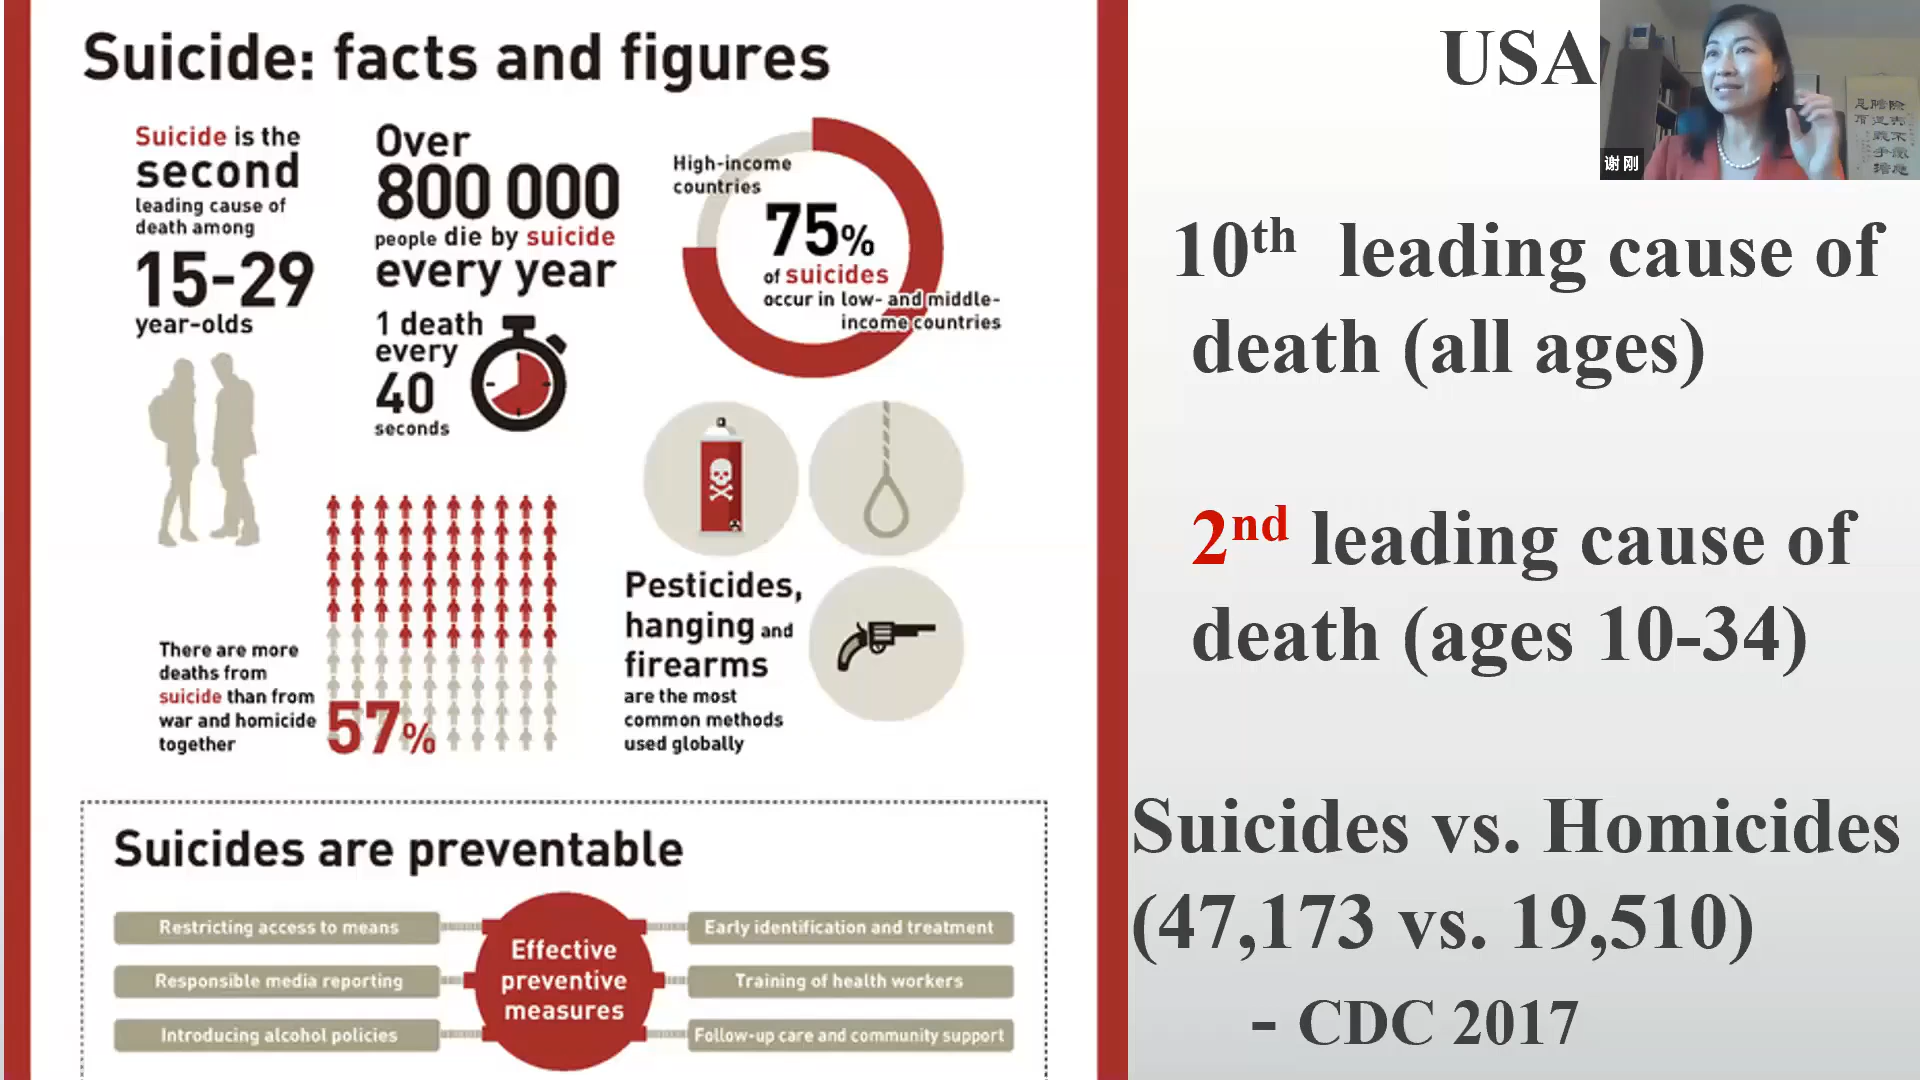 Suicide: facts and figures
Suicide is the
second
leading cause of
death among
15-29
year-olds
Over
800 000
people die by suicide
every year
1 death
every
40
seconds
High-income
countries
75%
of suicides
occur in low- and middle-
income countries
There are more
deaths from
suicide than from
war and homicide
together
57%
Pesticides,
hanging and
firearms
are the most
common methods
used globally
Suicides are preventable
Restricting access to means
Responsible media reporting
Introducing alcohol policies
Effective
preventive
measures
Early identification and treatment
Training of health workers
Follow-up care and community support
USA
谢 刚
10th leading cause of
death (all ages)
2nd leading cause of
death (ages 10-34)
Suicides vs. Homicides
(47,173 vs. 19,510)
- CDC 2017